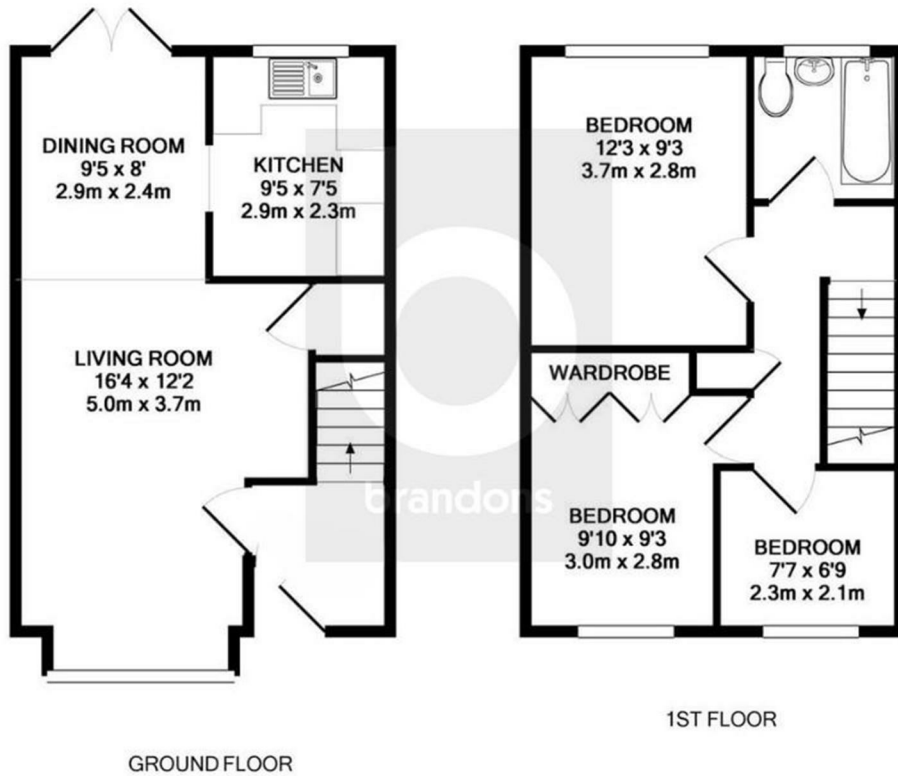 DINING ROOM
9'5 x 8'
2.9m x 2.4m
KITCHEN
9'5 x 7'5
2.9m x 2.3m
LIVING ROOM
16'4 x 12'2
5.0m x 3.7m
GROUND FLOOR
BEDROOM
12'3 x 9'3
3.7m x 2.8m
WARDROBE
BEDROOM
9'10 x 9'3
3.0m x 2.8m
BEDROOM
7'7 x 6'9
2.3m x 2.1m
1ST FLOOR
brandons